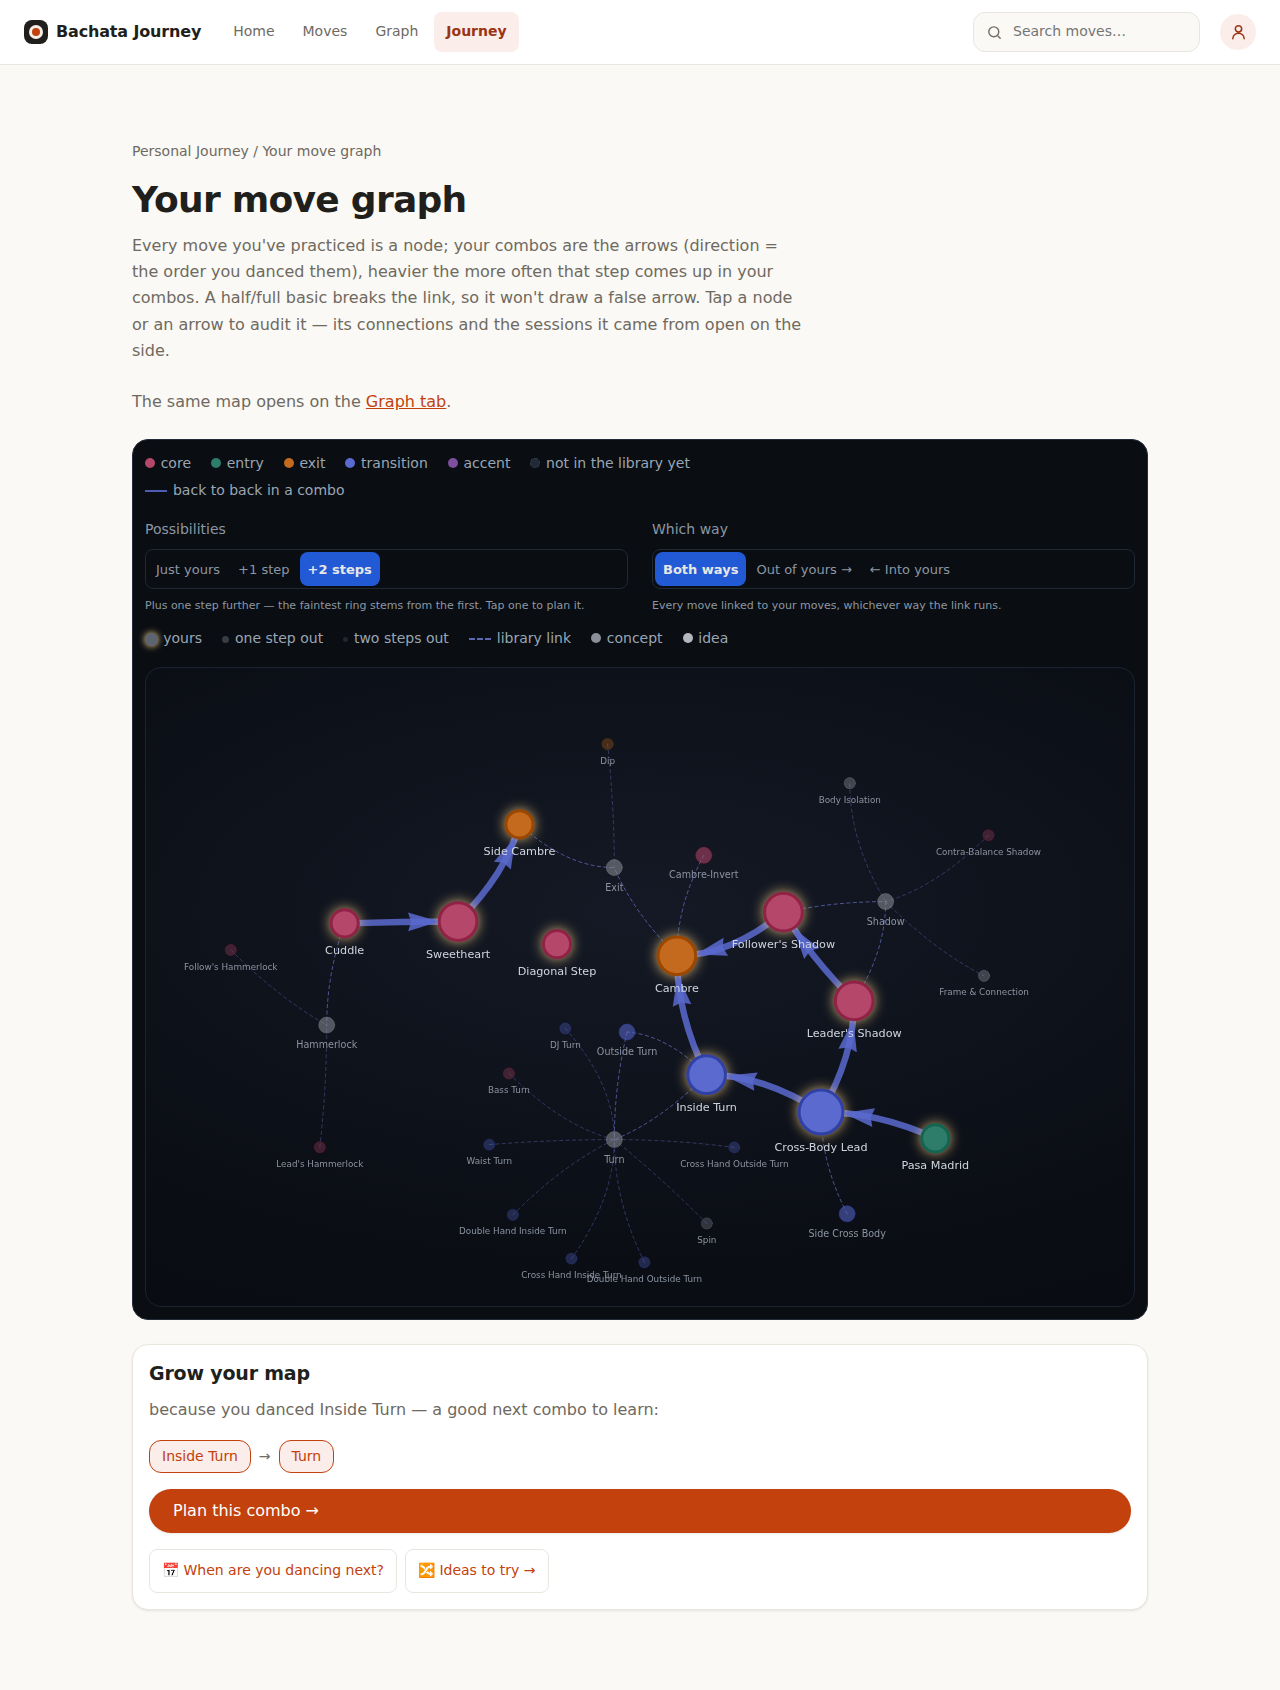 Bachata Journey
Home
Moves
Graph
Journey
Search moves...
Personal Journey / Your move graph
Your move graph
Every move you've practiced is a node; your combos are the arrows (direction =
the order you danced them), heavier the more often that step comes up in your
combos. A half/full basic breaks the link, so it won't draw a false arrow. Tap a node
or an arrow to audit it — its connections and the sessions it came from open on the
side.
The same map opens on the Graph tab.
core
entry
exit
transition
accent
not in the library yet
back to back in a combo
Possibilities
Which way
Just yours
+1 step
+2 steps
Both ways
Out of yours →
← Into yours
Plus one step further — the faintest ring stems from the first. Tap one to plan it.
Every move linked to your moves, whichever way the link runs.
yours
one step out
two steps out
library link
concept
idea
Dip
Body Isolation
Side Cambre
Contra-Balance Shadow
Cambre-Invert
Exit
Shadow
Follower's Shadow
Cuddle
Sweetheart
Follow's Hammerlock
Diagonal Step
Cambre
Frame & Connection
Leader's Shadow
Hammerlock
DJ Turn
Outside Turn
Bass Turn
Inside Turn
Cross-Body Lead
Waist Turn
Turn
Cross Hand Outside Turn
Lead's Hammerlock
Pasa Madrid
Double Hand Inside Turn
Spin
Side Cross Body
Cross Hand Inside Turn
Double Hand Outside Turn
Grow your map
because you danced Inside Turn — a good next combo to learn:
Inside Turn → Turn
Plan this combo →
When are you dancing next?
Ideas to try →